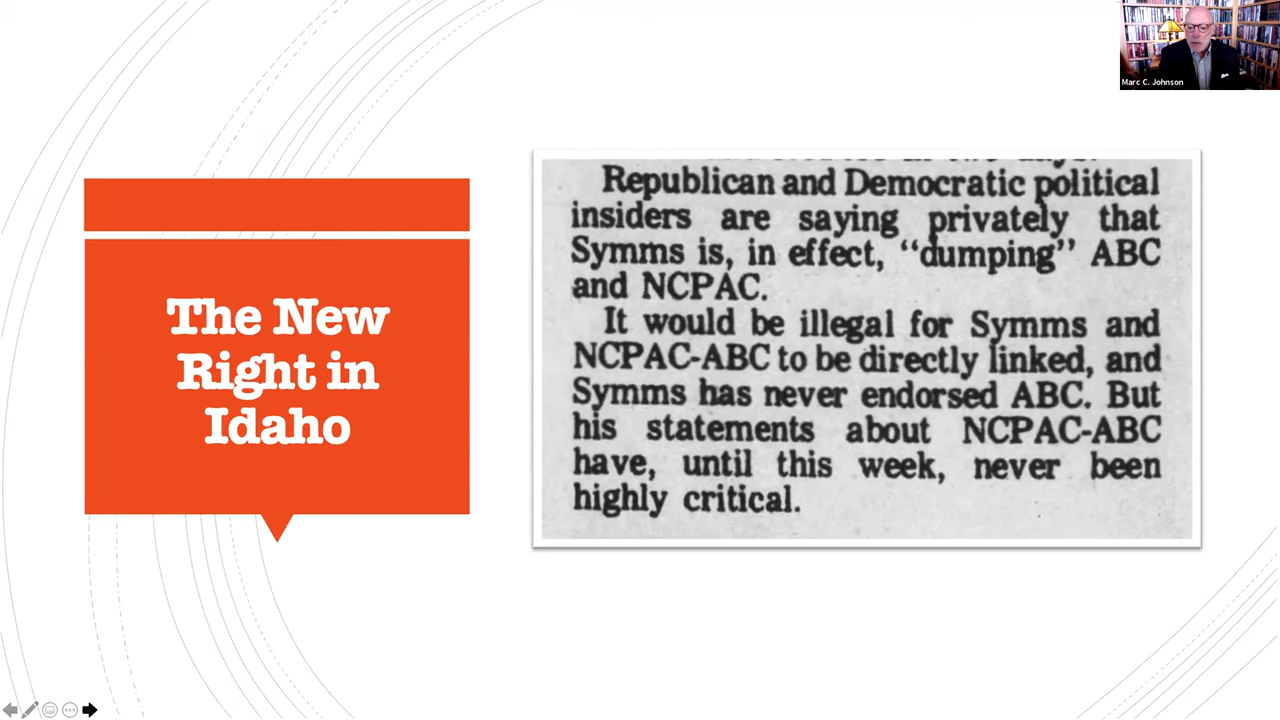 Marc C. Johnson
The New
Right in
Idaho
Republican and Democratic political
insiders are saying privately that
Symms is, in effect, “dumping” ABC
and NCPAC.
It would be illegal for Symms and
NCPAC-ABC to be directly linked, and
Symms has never endorsed ABC. But
his statements about NCPAC-ABC
have, until this week, never been
highly critical.